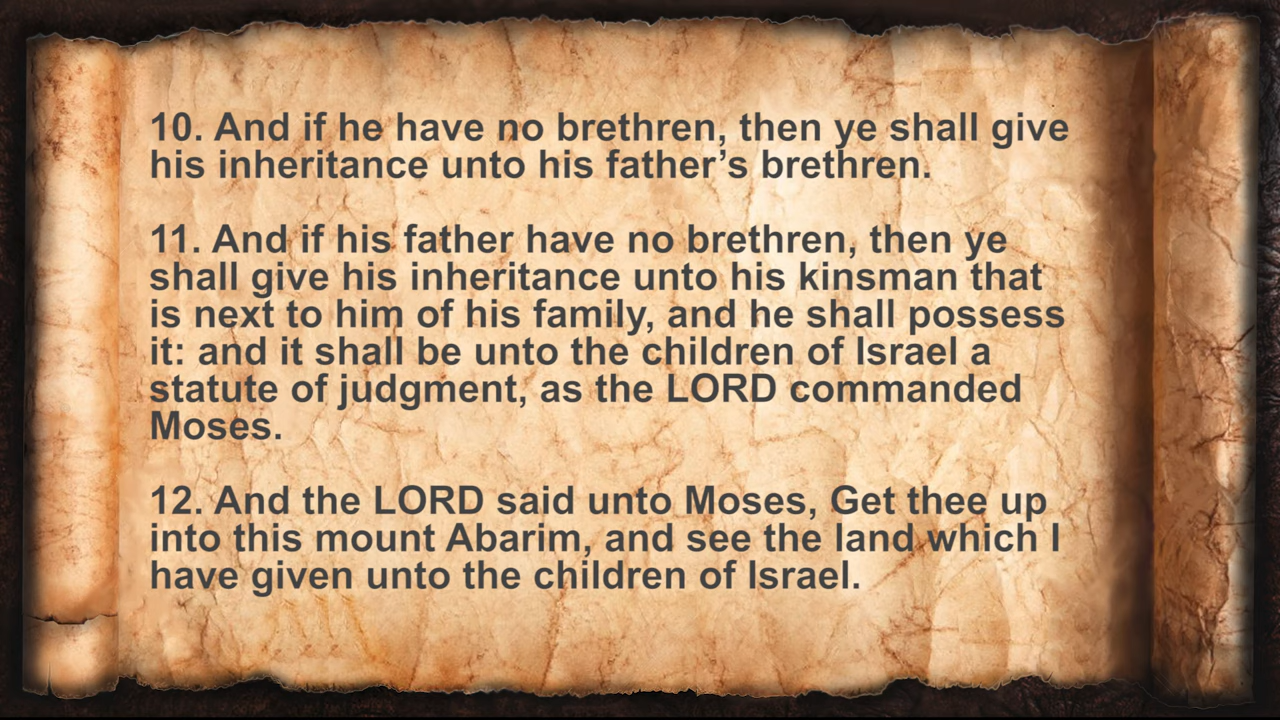 10. And if he have no brethren, then ye shall give
his inheritance unto his father’s brethren.
11. And if his father have no brethren, then ye
shall give his inheritance unto his kinsman that
is next to him of his family, and he shall possess
it: and it shall be unto the children of Israel a
statute of judgment, as the LORD commanded
Moses.
12. And the LORD said unto Moses, Get thee up
into this mount Abarim, and see the land which I
have given unto the children of Israel.